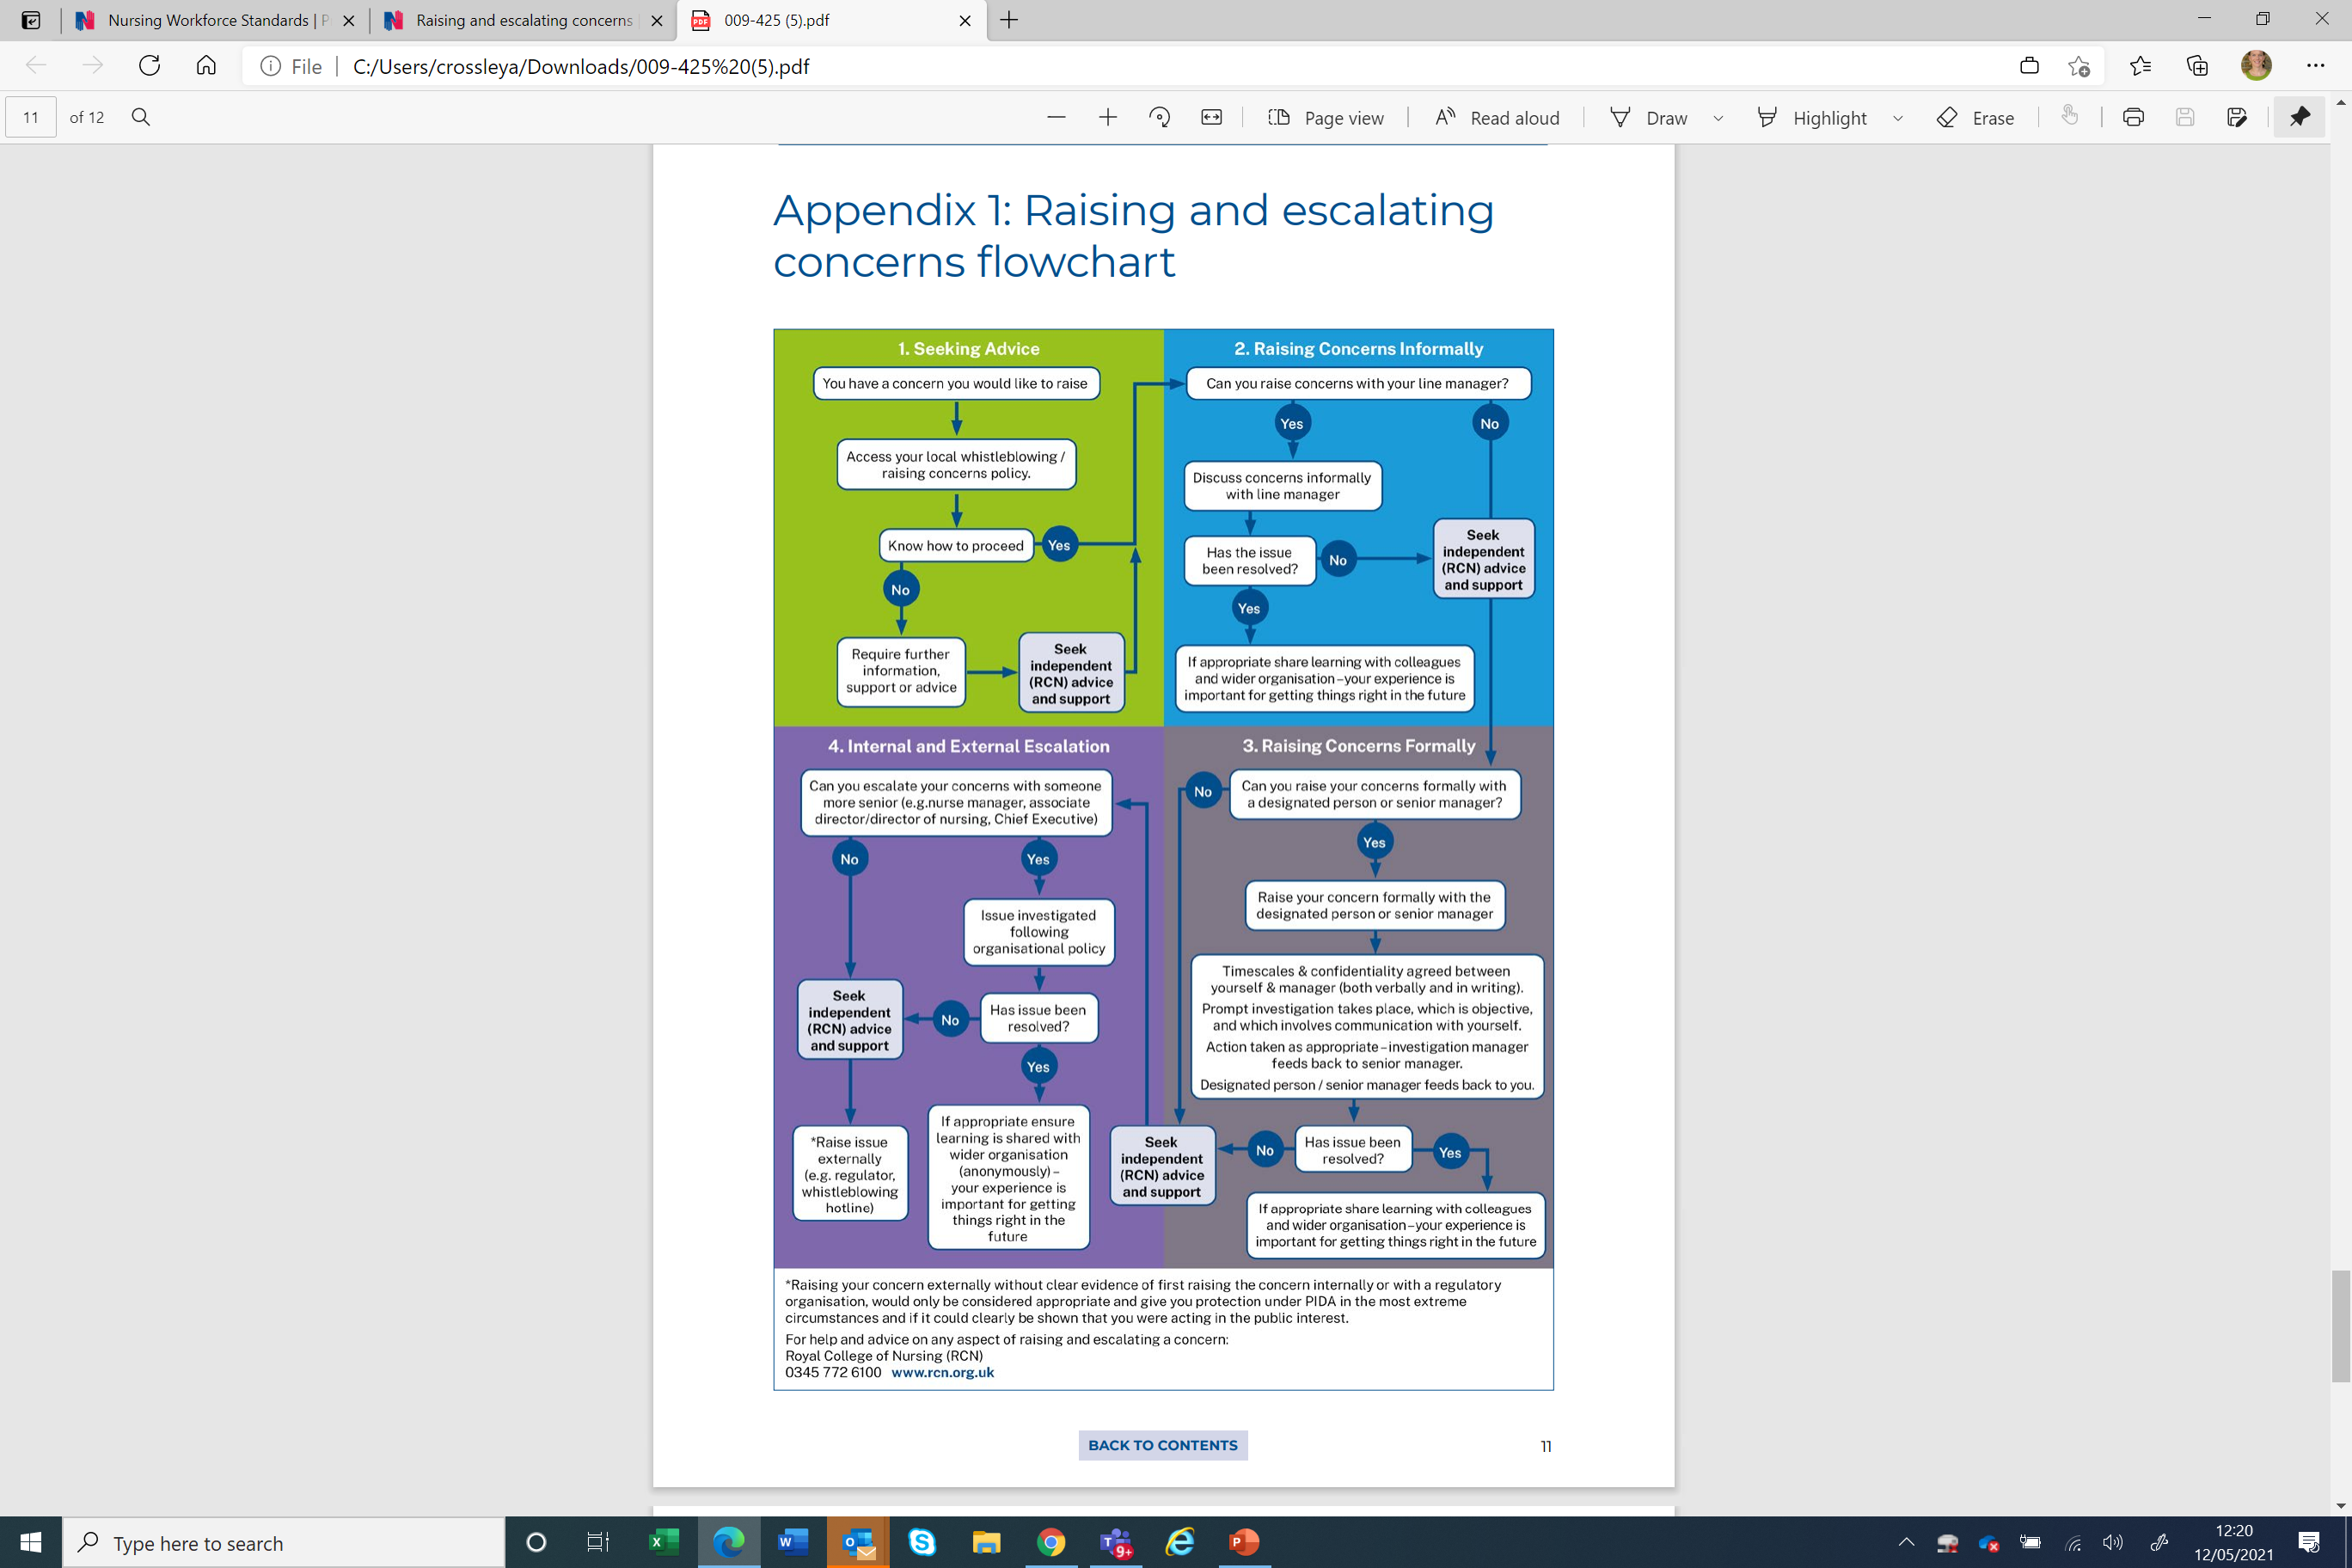 Nursing Workforce Standards | P
Raising and escalating concerns |
PDF
009-425 (5).pdf
File
C:/Users/crossleya/Downloads/009-425%20(5).pdf
11
of 12
Page view
Read aloud
Draw
Highlight
Erase
Appendix 1: Raising and escalating
concerns flowchart
1. Seeking Advice
You have a concern you would like to raise
Access your local whistleblowing /
raising concerns policy.
Know how to proceed
Yes
No
Require further
information,
support or advice
Seek
independent
(RCN) advice
and support
2. Raising Concerns Informally
Can you raise concerns with your line manager?
Yes
No
Discuss concerns informally
with line manager
Has the issue
been resolved?
No
Seek
independent
(RCN) advice
and support
Yes
If appropriate share learning with colleagues
and wider organisation–your experience is
important for getting things right in the future
3. Raising Concerns Formally
No
Can you raise your concerns formally with
a designated person or senior manager?
Yes
Raise your concern formally with the
designated person or senior manager
Timescales & confidentiality agreed between
yourself & manager (both verbally and in writing).
Prompt investigation takes place, which is objective,
and which involves communication with yourself.
Action taken as appropriate–investigation manager
feeds back to senior manager.
Designated person / senior manager feeds back to you.
Has issue been
resolved?
No
Yes
Seek
independent
(RCN) advice
and support
If appropriate share learning with colleagues
and wider organisation–your experience is
important for getting things right in the future
4. Internal and External Escalation
Can you escalate your concerns with someone
more senior (e.g.nurse manager, associate
director/director of nursing, Chief Executive)
No
Yes
Issue investigated
following
organisational policy
Has issue been
resolved?
No
Seek
independent
(RCN) advice
and support
Yes
*Raise issue
externally
(e.g. regulator,
whistleblowing
hotline)
If appropriate ensure
learning is shared with
wider organisation
(anonymously) –
your experience is
important for getting
things right in the
future
*Raising your concern externally without clear evidence of first raising the concern internally or with a regulatory
organisation, would only be considered appropriate and give you protection under PIDA in the most extreme
circumstances and if it could clearly be shown that you were acting in the public interest.
For help and advice on any aspect of raising and escalating a concern:
Royal College of Nursing (RCN)
0345 772 6100 www.rcn.org.uk
BACK TO CONTENTS
11
Type here to search
9+
12:20
12/05/2021